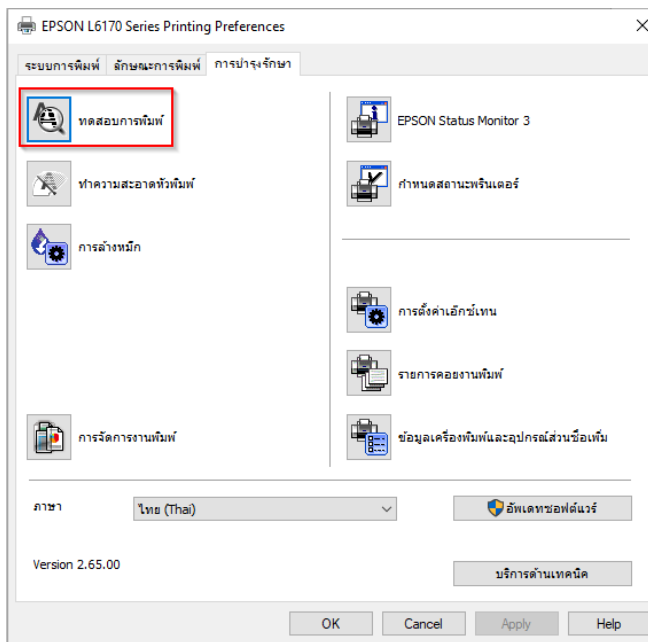 EPSON L6170 Series Printing Preferences
ระบบการพิมพ์ ลักษณะการพิมพ์ การบำรุงรักษา
ทดสอบการพิมพ์
EPSON Status Monitor 3
ทำความสะอาดหัวพิมพ์
กำหนดสถานะพรินเตอร์
การล้างหมึก
การตั้งค่าเอ็กซ์เทน
รายการคอยงานพิมพ์
การจัดการงานพิมพ์
ข้อมูลเครื่องพิมพ์และอุปกรณ์ส่วนซื้อเพิ่ม
ภาษา
ไทย (Thai)
อัพเดทซอฟต์แวร์
Version 2.65.00
บริการด้านเทคนิค
OK Cancel Apply Help